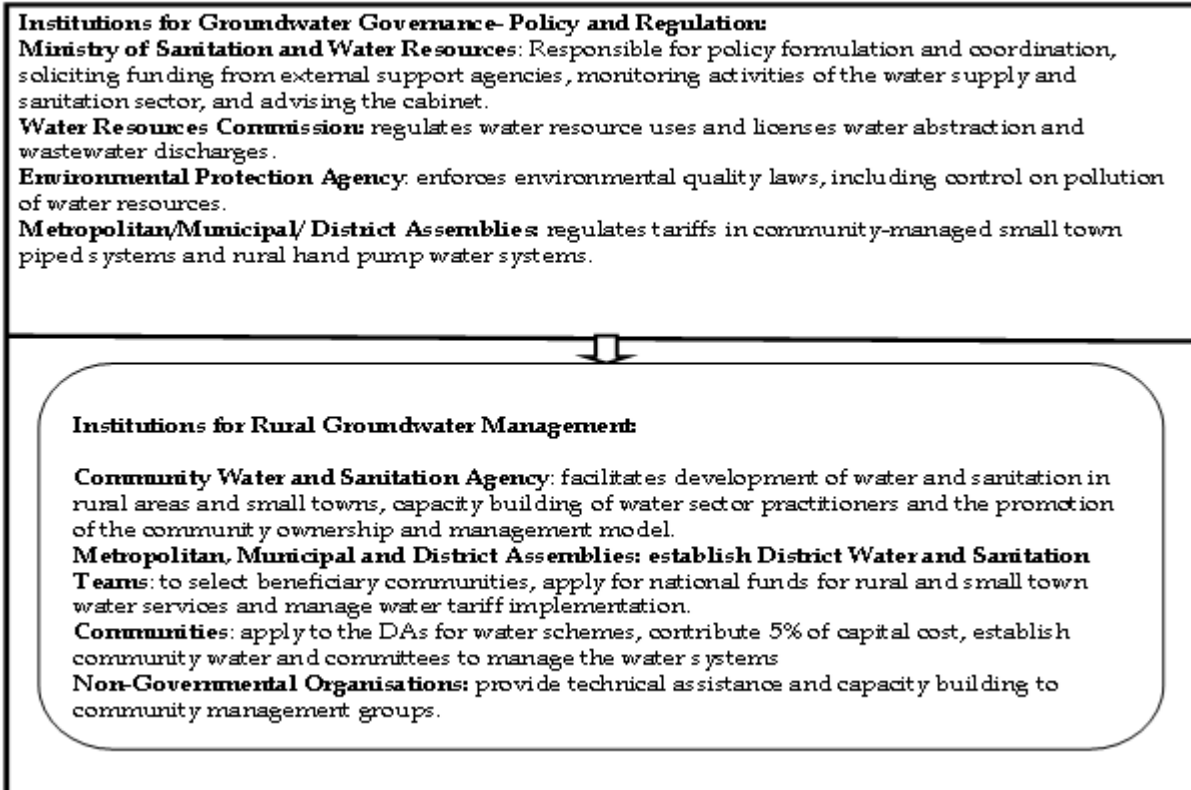 Institutions for Groundwater Governance- Policy and Regulation:
Ministry of Sanitation and Water Resources: Responsible for policy formulation and coordination,
soliciting funding from external support agencies, monitoring activities of the water supply and
sanitation sector, and advising the cabinet.
Water Resources Commission: regulates water resource uses and licenses water abstraction and
wastewater discharges.
Environmental Protection Agency: enforces environmental quality laws, including control on pollution
of water resources.
Metropolitan/Municipal/ District Assemblies: regulates tariffs in community-managed small town
piped systems and rural hand pump water systems.
Institutions for Rural Groundwater Management:
Community Water and Sanitation Agency: facilitates development of water and sanitation in
rural areas and small towns, capacity building of water sector practitioners and the promotion
of the community ownership and management model.
Metropolitan, Municipal and District Assemblies: establish District Water and Sanitation
Teams: to select beneficiary communities, apply for national funds for rural and small town
water services and manage water tariff implementation.
Communities: apply to the DAs for water schemes, contribute 5% of capital cost, establish
community water and committees to manage the water systems
Non-Governmental Organisations: provide technical assistance and capacity building to
community management groups.